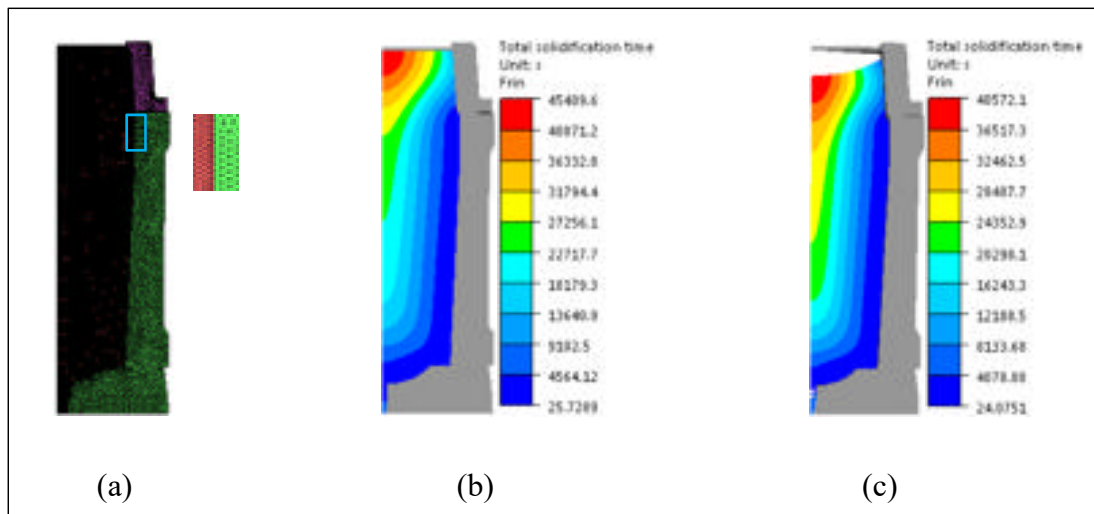 Total solidification time
Unit: s
Frin
45409.6
40871.2
36332.8
31794.4
27256.1
22717.7
18179.3
13640.9
9102.5
4564.12
25.7289
Total solidification time
Unit: s
Frin
40572.1
36517.3
32462.5
28407.7
24352.9
20298.1
16243.3
12188.5
8133.68
4078.88
24.0751
(a)
(b)
(c)